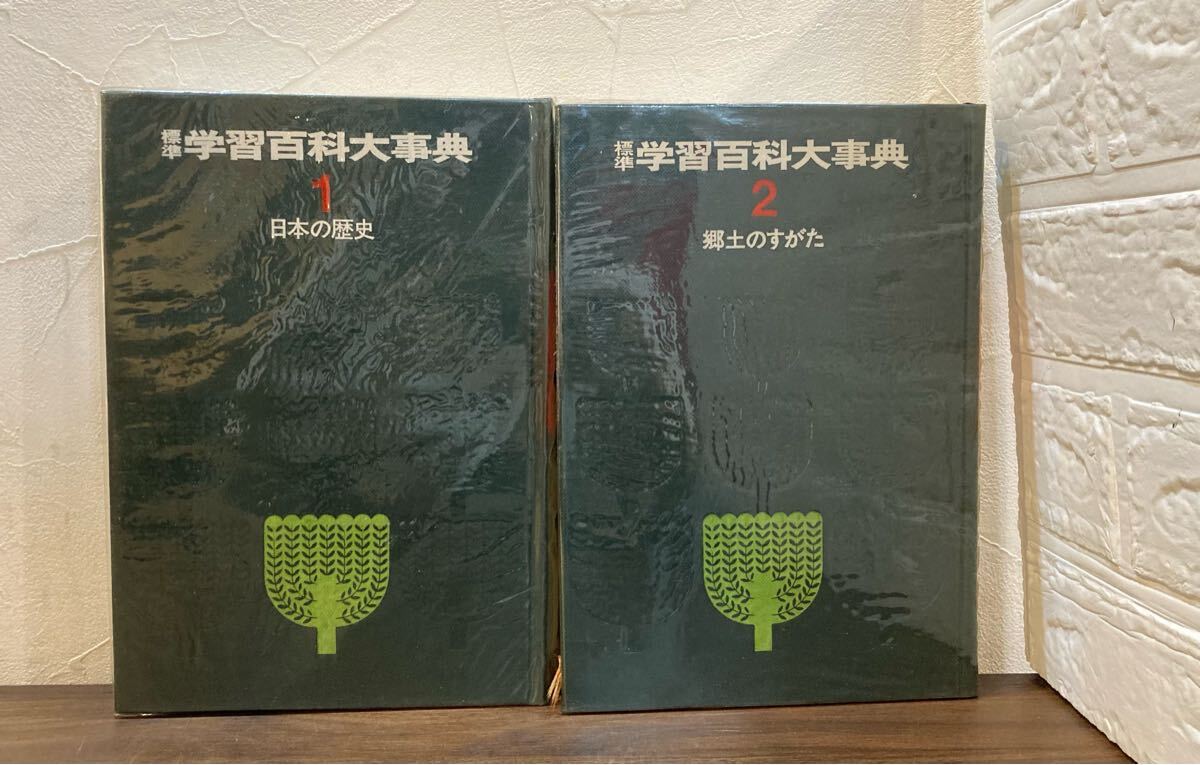 標準 学習百科大事典
1
日本の歴史
標準 学習百科大事典
2
郷土のすがた